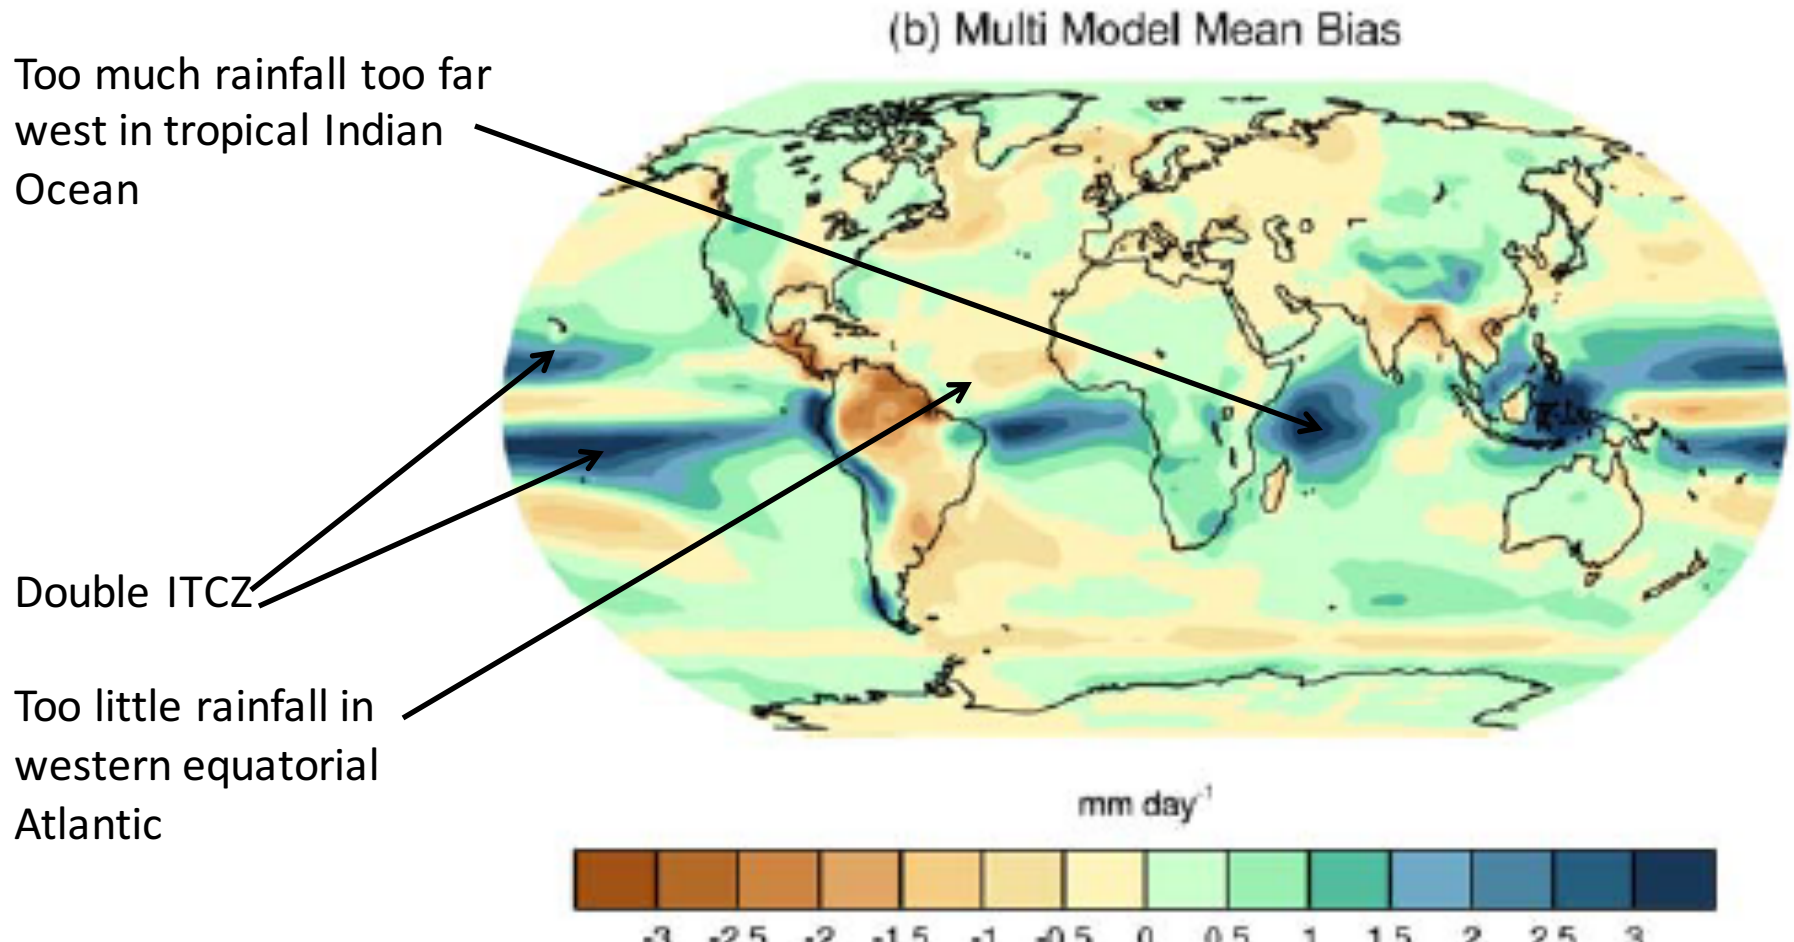 (b) Multi Model Mean Bias
Too much rainfall too far
west in tropical Indian
Ocean
Double ITCZ
Too little rainfall in
western equatorial
Atlantic
mm day⁻¹
-3 -2.5 -2 -1.5 -1 -0.5 0 0.5 1 1.5 2 2.5 3